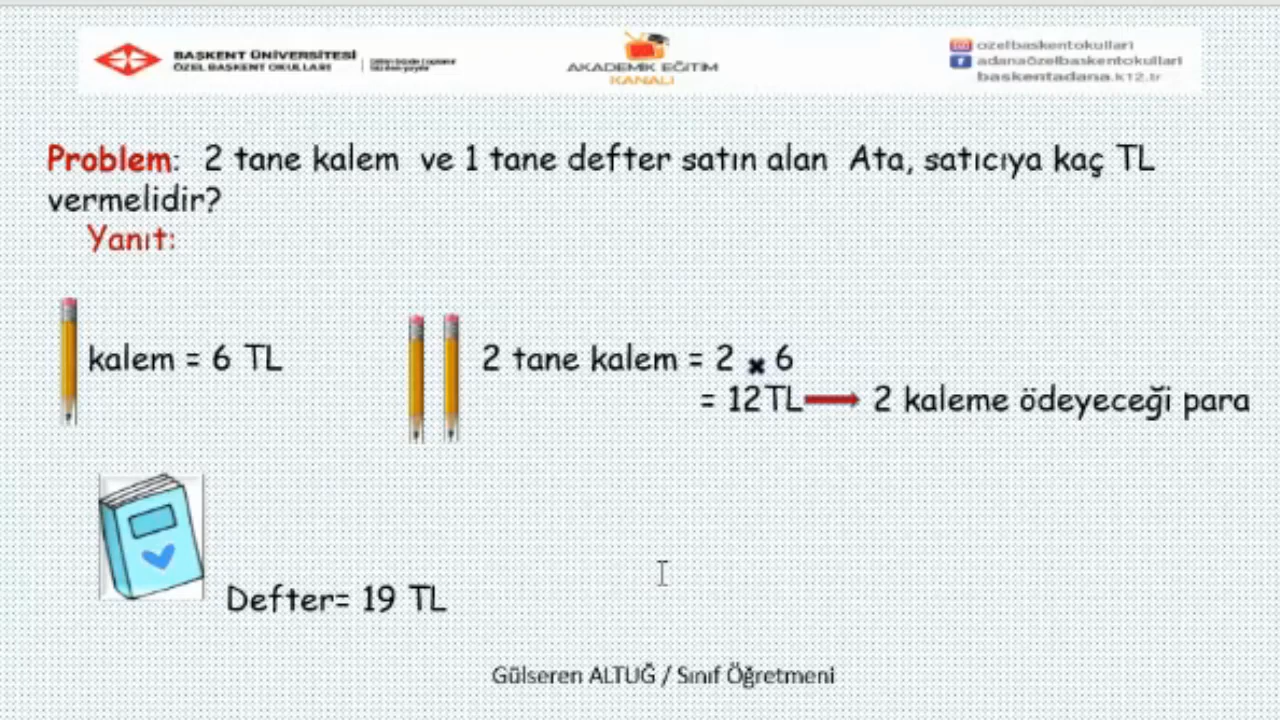 BAŞKENT ÜNİVERSİTESİ
ÖZEL BAŞKENT OKULLARI
AKADEMİK EĞİTİM
KANALI
ozelbaskentokullari
adanaözelbaskentokullari
baskentadana.k12.tr
Problem: 2 tane kalem ve 1 tane defter satın alan Ata, satıcıya kaç TL
vermelidir?
Yanıt:
kalem = 6 TL
2 tane kalem = 2 × 6
= 12TL 2 kaleme ödeyeceği para
Defter= 19 TL
Gülseren ALTUĞ / Sınıf Öğretmeni